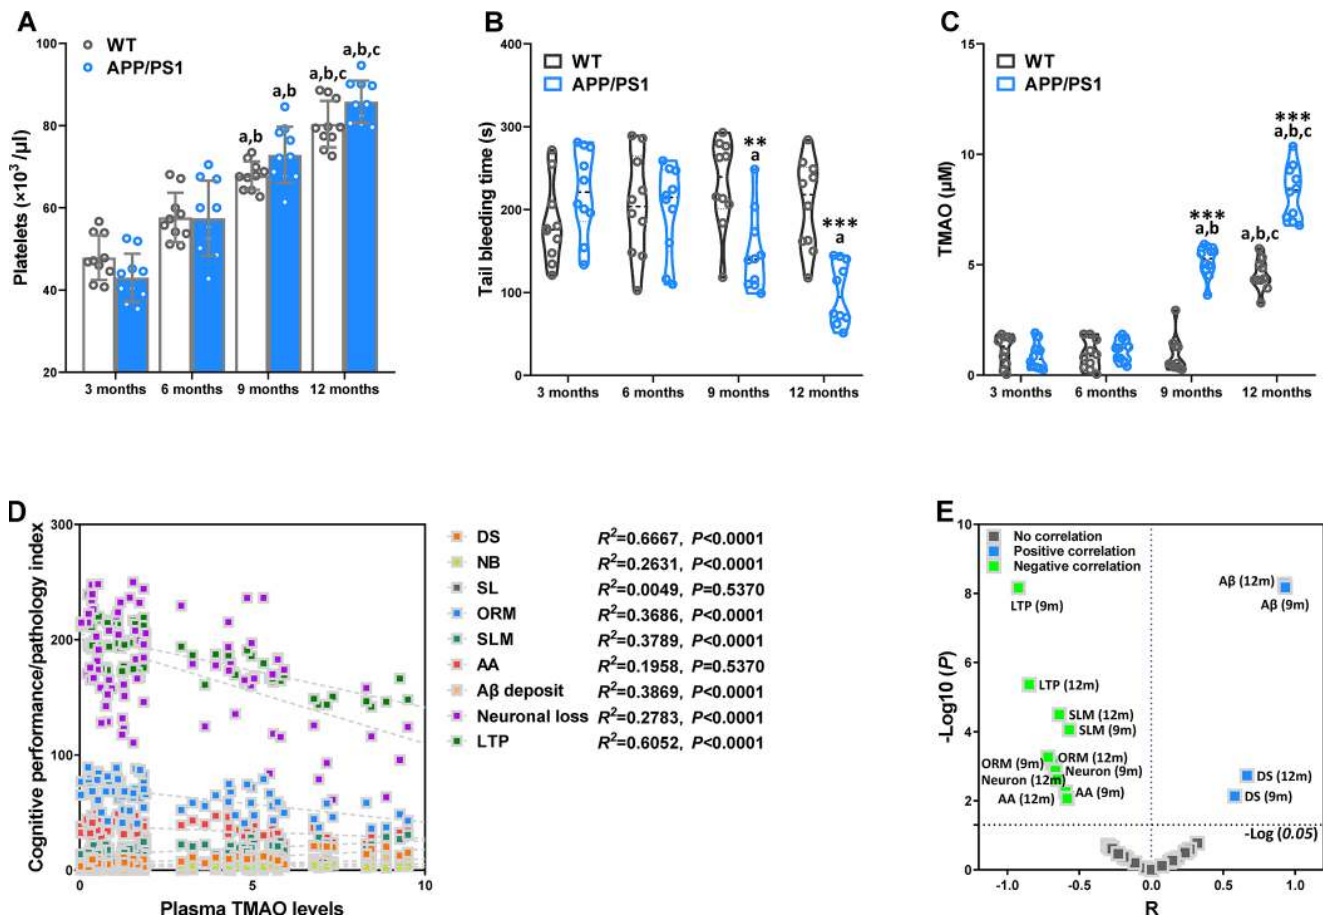 A
WT
APP/PS1
a,b
a,b
a,b,c
a,b,c
Platelets (×10³ /µl)
100
80
60
40
20
3 months
6 months
9 months
12 months
B
WT
APP/PS1
**
a
***
a
Tail bleeding time (s)
400
300
200
100
0
3 months
6 months
9 months
12 months
C
WT
APP/PS1
***
a,b
a,b,c
***
a,b,c
TMAO (µM)
15
10
5
0
3 months
6 months
9 months
12 months
D
Cognitive performance/pathology index
300
200
100
0
0
5
10
Plasma TMAO levels
DS R²=0.6667, P<0.0001
NB R²=0.2631, P<0.0001
SL R²=0.0049, P=0.5370
ORM R²=0.3686, P<0.0001
SLM R²=0.3789, P<0.0001
AA R²=0.1958, P=0.5370
Aβ deposit R²=0.3869, P<0.0001
Neuronal loss R²=0.2783, P<0.0001
LTP R²=0.6052, P<0.0001
E
No correlation
Positive correlation
Negative correlation
-Log10 (P)
10
8
6
4
2
0
LTP (9m)
Aβ (12m)
Aβ (9m)
LTP (12m)
SLM (12m)
SLM (9m)
ORM (9m)
ORM (12m)
Neuron (9m)
Neuron (12m)
AA (9m)
AA (12m)
DS (12m)
DS (9m)
-Log (0.05)
-1.0
-0.5
0.0
0.5
1.0
R